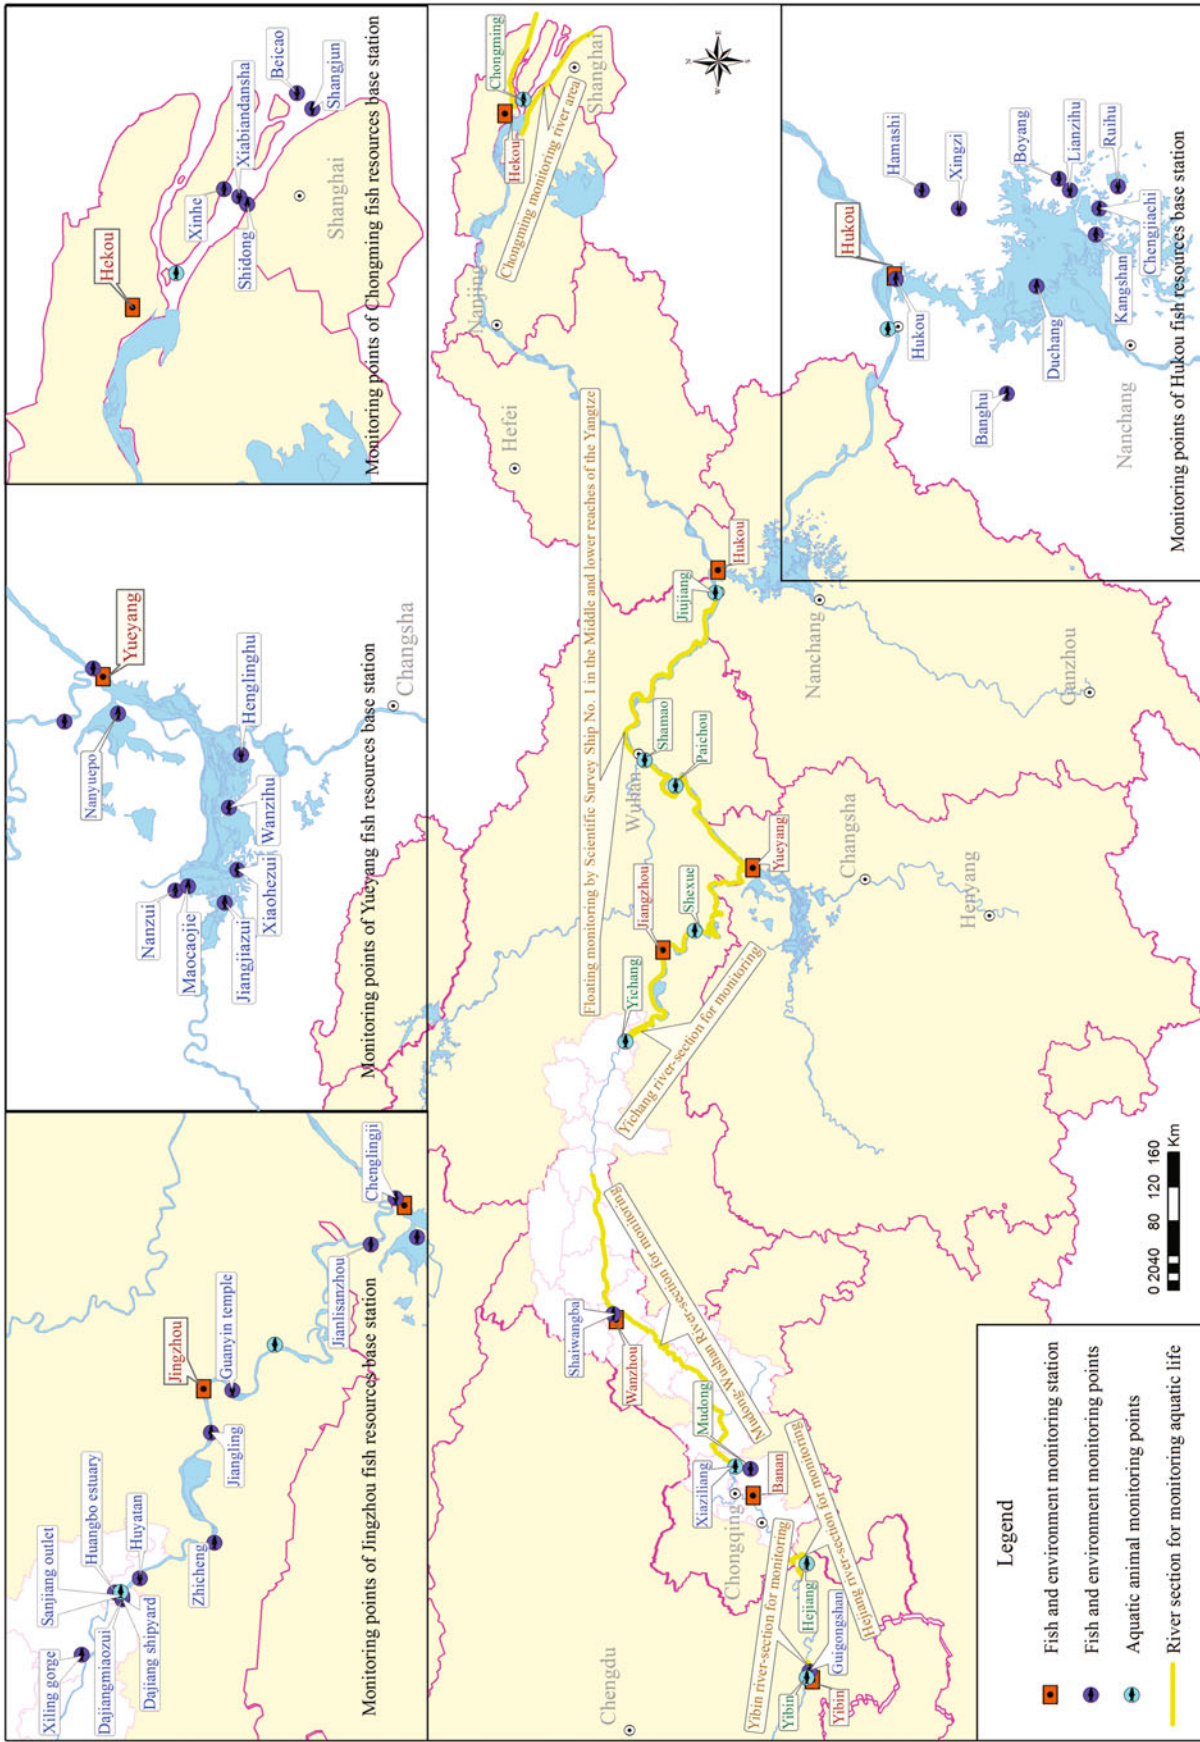 Xiling gorge
Sanjiang outlet
Huangbo estuary
Huyatan
Dajiangmiaozui
Dajiang shipyard
Zhicheng
Jiangling
Jingzhou
Guanyin temple
Jianlisanzhou
Chenglingji
Monitoring points of Jingzhou fish resources base station
Nanzui
Maocaojie
Jiangjiazui
Xiaohezui
Wanzihu
Henglinghu
Nanyuepo
Yueyang
Changsha
Monitoring points of Yueyang fish resources base station
Hekou
Xinhe
Shidong
Xiabiandansha
Beicao
Shangjun
Shanghai
Monitoring points of Chongming fish resources base station
Chengdu
Yibin river-section for monitoring
Yibin
Yibin
Guigongshan
Hejiang
Hejiang river-section for monitoring
Chongqing
Xiaziliang
Banan
Mudong
Mudong-Wushan River-section for monitoring
Shaiwangba
Wanzhou
Yichang
Yichang river-section for monitoring
Jiangzhou
Shexue
Yueyang
Changsha
Henyang
Wuhan
Shamao
Paichou
Floating monitoring by Scientific Survey Ship No. 1 in the Middle and lower reaches of the Yangtze
Jiujiang
Hukou
Nanchang
Ganzhou
Hefei
Nanjing
Hekou
Chongming
Chongming monitoring river area
Shanghai
N
E
S
W
Banghu
Hukou
Hukou
Hamashi
Xingzi
Duchang
Boyang
Lianzihu
Ruihu
Chengjiachi
Kangshan
Nanchang
Monitoring points of Hukou fish resources base station
0 2040 80 120 160
Km
Legend
Fish and environment monitoring station
Fish and environment monitoring points
Aquatic animal monitoring points
River section for monitoring aquatic life